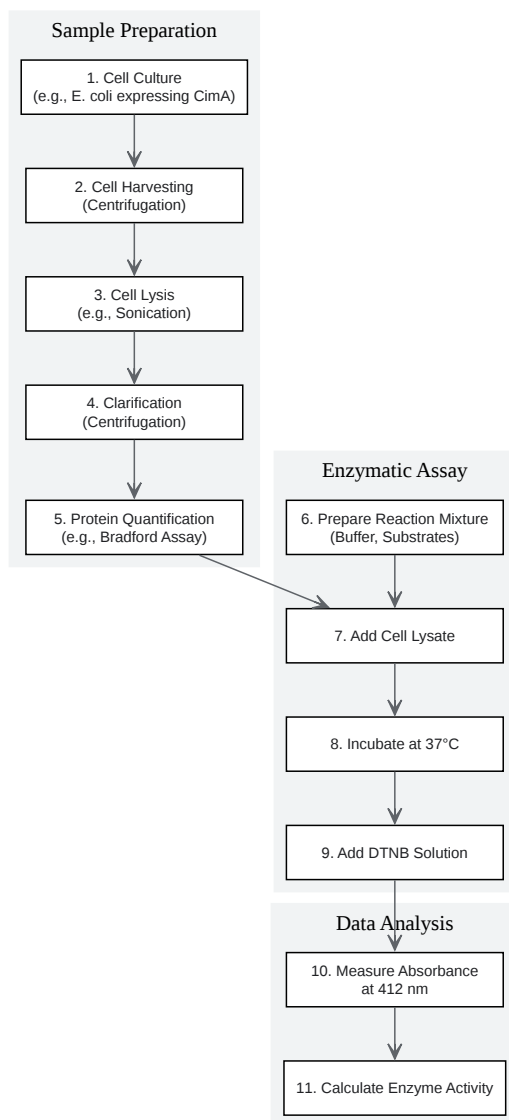 Sample Preparation
1. Cell Culture
(e.g., E. coli expressing CimA)
2. Cell Harvesting
(Centrifugation)
3. Cell Lysis
(e.g., Sonication)
4. Clarification
(Centrifugation)
5. Protein Quantification
(e.g., Bradford Assay)
Enzymatic Assay
6. Prepare Reaction Mixture
(Buffer, Substrates)
7. Add Cell Lysate
8. Incubate at 37°C
9. Add DTNB Solution
Data Analysis
10. Measure Absorbance
at 412 nm
11. Calculate Enzyme Activity